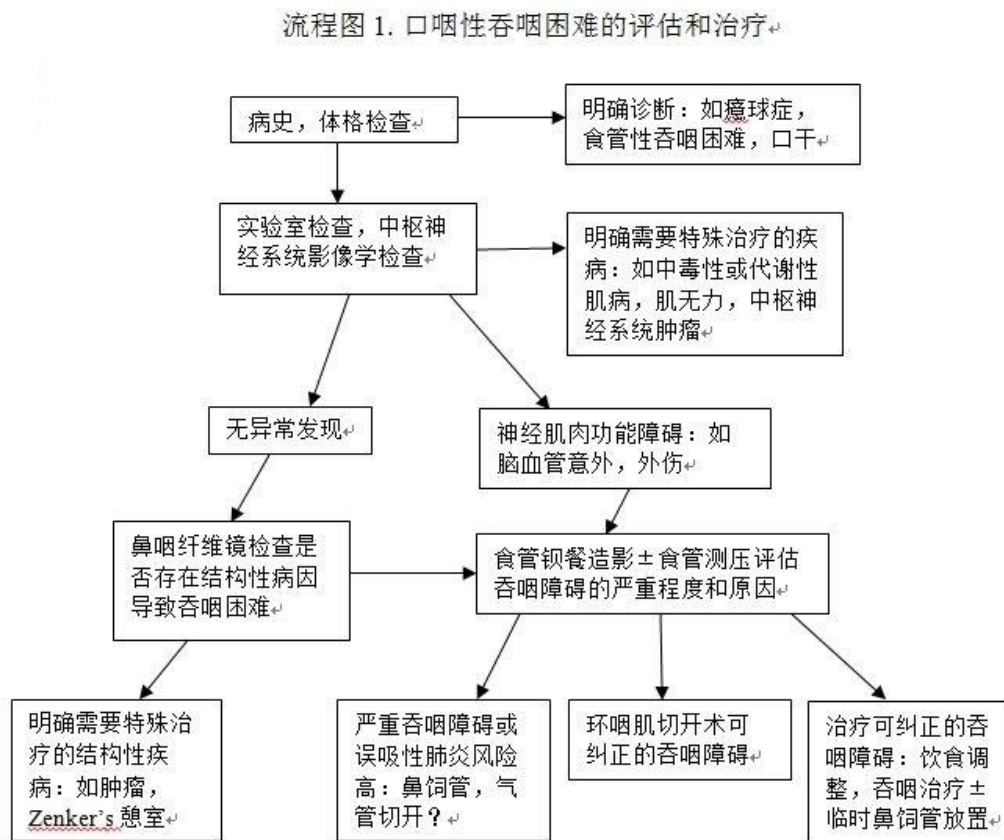 流程图 1. 口咽性吞咽困难的评估和治疗
病史，体格检查
明确诊断：如癔球症，
食管性吞咽困难，口干
实验室检查，中枢神
经系统影像学检查
明确需要特殊治疗的疾
病：如中毒性或代谢性
肌病，肌无力，中枢神
经系统肿瘤
无异常发现
神经肌肉功能障碍：如
脑血管意外，外伤
鼻咽纤维镜检查是
否存在结构性病因
导致吞咽困难
食管钡餐造影±食管测压评估
吞咽障碍的严重程度和原因
明确需要特殊治
疗的结构性疾
病：如肿瘤，
Zenker’s 憩室
严重吞咽障碍或
误吸性肺炎风险
高：鼻饲管，气
管切开？
环咽肌切开术可
纠正的吞咽障碍
治疗可纠正的吞
咽障碍：饮食调
整，吞咽治疗±
临时鼻饲管放置